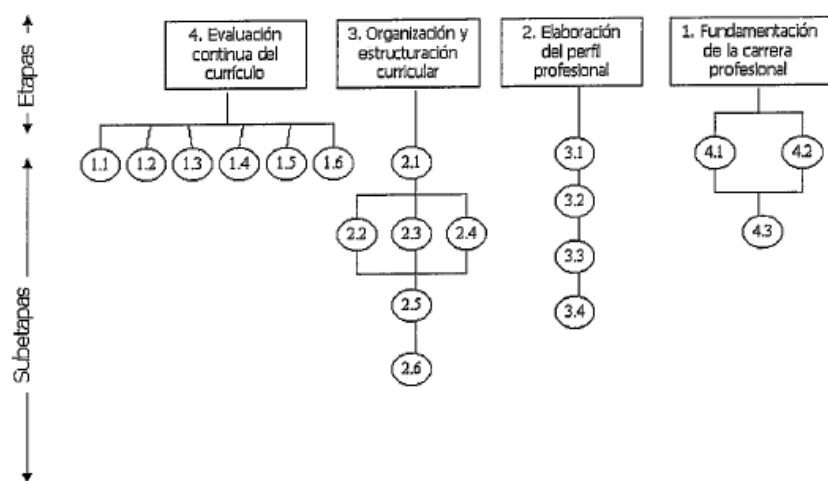 Etapas
4. Evaluación
continua del
currículo
3. Organización y
estructuración
curricular
2. Elaboración
del perfil
profesional
1. Fundamentación
de la carrera
profesional
Subetapas
1.1 1.2 1.3 1.4 1.5 1.6
2.1
2.2 2.3 2.4
2.5
2.6
3.1
3.2
3.3
3.4
4.1 4.2
4.3